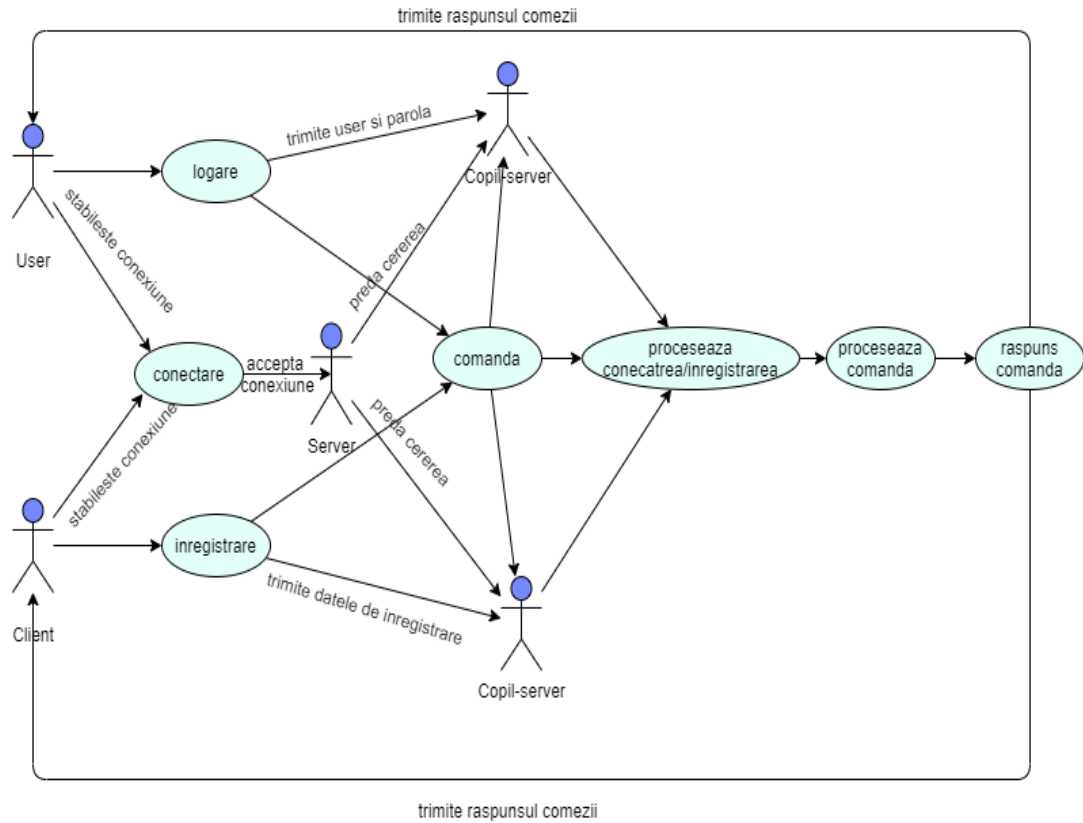 trimite raspunsul comezii
trimite user si parola
logare
Copil-server
stabileste conexiune
User
preda cererea
conectare
accepta
conexiune
comanda
proceseaza
conecatrea/inregistrarea
proceseaza
comanda
raspuns
comanda
Server
stabileste conexiune
preda cererea
inregistrare
trimite datele de inregistrare
Client
Copil-server
trimite raspunsul comezii